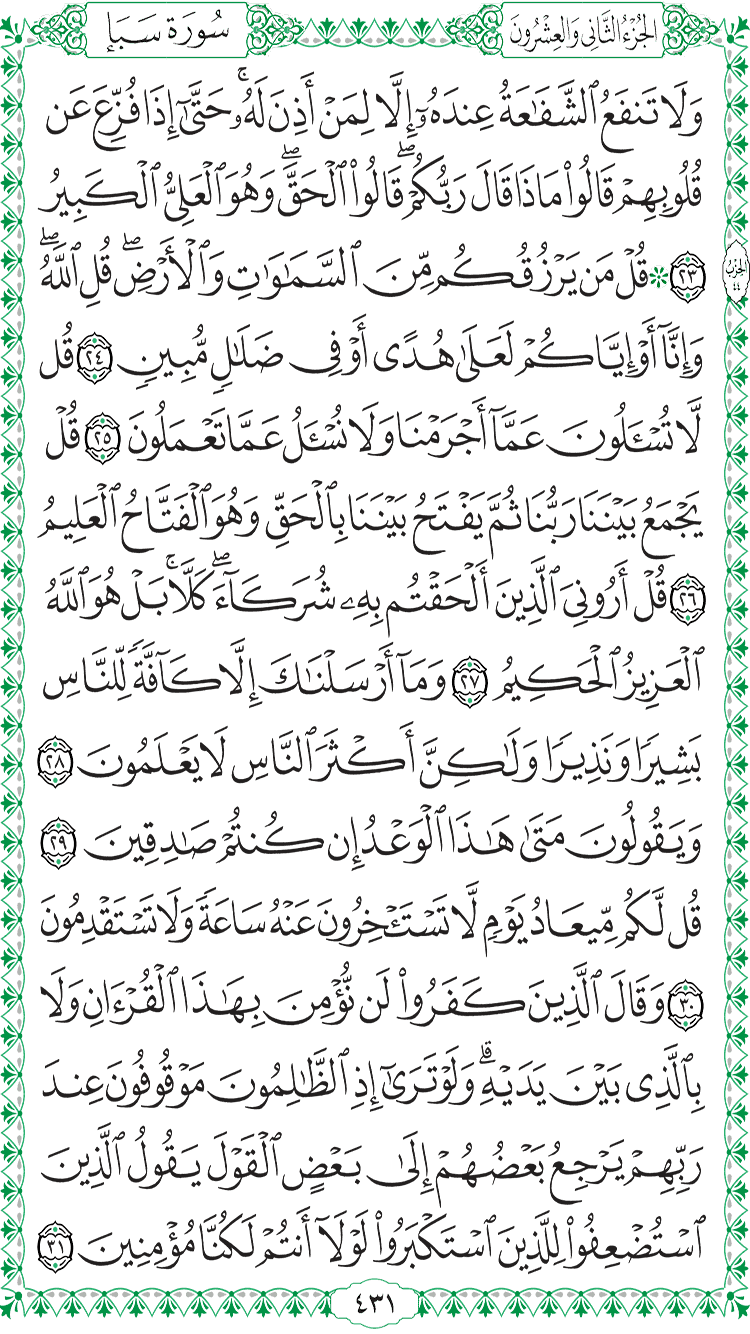 الجُزْءُ الثَّانِي وَالعِشْرُونَ
سُورَة سَبَإ
وَلَا تَنفَعُ ٱلشَّفَٰعَةُ عِندَهُۥٓ إِلَّا لِمَنۡ أَذِنَ لَهُۥۚ حَتَّىٰٓ إِذَا فُزِّعَ عَن
قُلُوبِهِمۡ قَالُواْ مَاذَا قَالَ رَبُّكُمۡۖ قَالُواْ ٱلۡحَقَّۖ وَهُوَ ٱلۡعَلِيُّ ٱلۡكَبِيرُ
٢٣ ۞ قُلۡ مَن يَرۡزُقُكُم مِّنَ ٱلسَّمَٰوَٰتِ وَٱلۡأَرۡضِۖ قُلِ ٱللَّهُۖ
الحِزْب ٤٤
وَإِنَّآ أَوۡ إِيَّاكُمۡ لَعَلَىٰ هُدًى أَوۡ فِي ضَلَٰلٖ مُّبِينٖ ٢٤ قُل
لَّا تُسۡـَٔلُونَ عَمَّآ أَجۡرَمۡنَا وَلَا نُسۡـَٔلُ عَمَّا تَعۡمَلُونَ ٢٥ قُلۡ
يَجۡمَعُ بَيۡنَنَا رَبُّنَا ثُمَّ يَفۡتَحُ بَيۡنَنَا بِٱلۡحَقِّ وَهُوَ ٱلۡفَتَّاحُ ٱلۡعَلِيمُ
٢٦ قُلۡ أَرُونِيَ ٱلَّذِينَ أَلۡحَقۡتُم بِهِۦ شُرَكَآءَۖ كَلَّاۚ بَلۡ هُوَ ٱللَّهُ
ٱلۡعَزِيزُ ٱلۡحَكِيمُ ٢٧ وَمَآ أَرۡسَلۡنَٰكَ إِلَّا كَآفَّةٗ لِّلنَّاسِ
بَشِيرٗا وَنَذِيرٗا وَلَٰكِنَّ أَكۡثَرَ ٱلنَّاسِ لَا يَعۡلَمُونَ ٢٨
وَيَقُولُونَ مَتَىٰ هَٰذَا ٱلۡوَعۡدُ إِن كُنتُمۡ صَٰدِقِينَ ٢٩
قُل لَّكُم مِّيعَادُ يَوۡمٖ لَّا تَسۡتَـٔۡخِرُونَ عَنۡهُ سَاعَةٗ وَلَا تَسۡتَقۡدِمُونَ
٣٠ وَقَالَ ٱلَّذِينَ كَفَرُواْ لَن نُّؤۡمِنَ بِهَٰذَا ٱلۡقُرۡءَانِ وَلَا
بِٱلَّذِي بَيۡنَ يَدَيۡهِۗ وَلَوۡ تَرَىٰٓ إِذِ ٱلظَّٰلِمُونَ مَوۡقُوفُونَ عِندَ
رَبِّهِمۡ يَرۡجِعُ بَعۡضُهُمۡ إِلَىٰ بَعۡضٍ ٱلۡقَوۡلَ يَقُولُ ٱلَّذِينَ
ٱسۡتُضۡعِفُواْ لِلَّذِينَ ٱسۡتَكۡبَرُواْ لَوۡلَآ أَنتُمۡ لَكُنَّا مُؤۡمِنِينَ ٣١
٤٣١